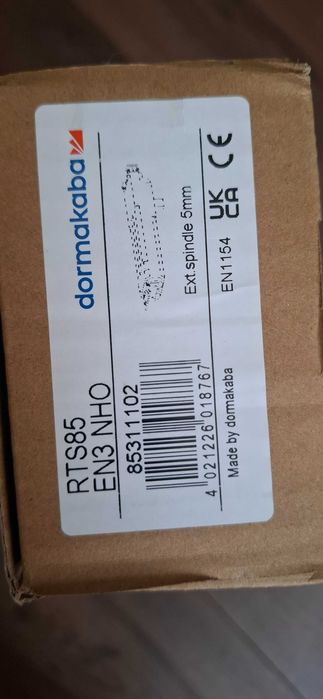 dormakaba
RTS85
EN3 NHO
85311102
Ext.spindle 5mm
4 021226 018767
UK
CA
CE
EN1154
Made by dormakaba